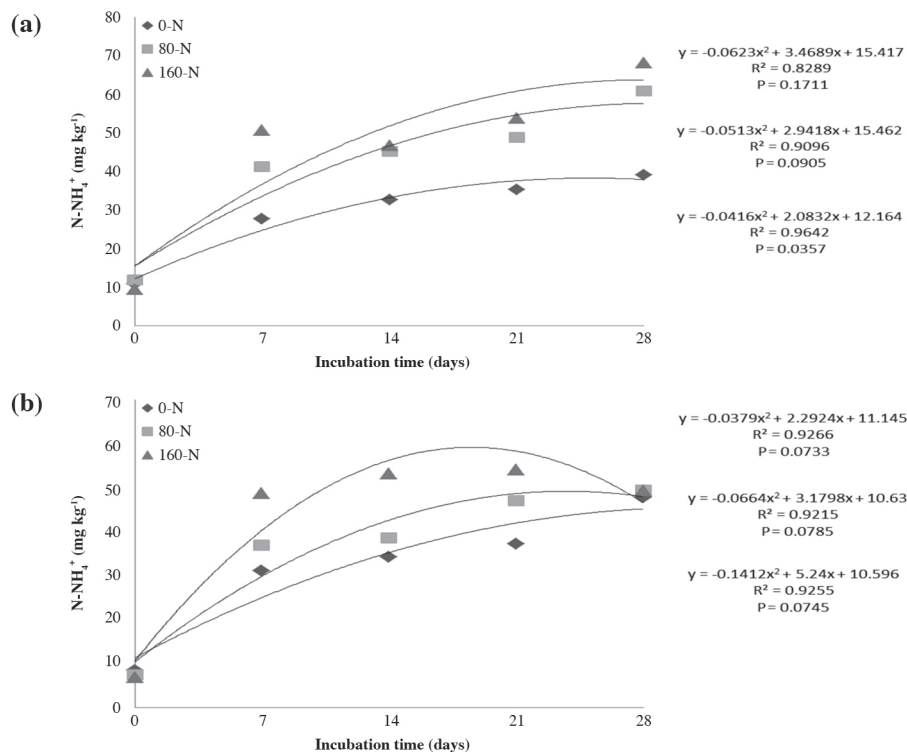 (a)
80
70
60
50
40
30
20
10
0
N-NH₄⁺ (mg kg⁻¹)
0-N
80-N
160-N
0 7 14 21 28
Incubation time (days)
y = -0.0623x² + 3.4689x + 15.417
R² = 0.8289
P = 0.1711
y = -0.0513x² + 2.9418x + 15.462
R² = 0.9096
P = 0.0905
y = -0.0416x² + 2.0832x + 12.164
R² = 0.9642
P = 0.0357
(b)
70
60
50
40
30
20
10
0
N-NH₄⁺ (mg kg⁻¹)
0-N
80-N
160-N
0 7 14 21 28
Incubation time (days)
y = -0.0379x² + 2.2924x + 11.145
R² = 0.9266
P = 0.0733
y = -0.0664x² + 3.1798x + 10.63
R² = 0.9215
P = 0.0785
y = -0.1412x² + 5.24x + 10.596
R² = 0.9255
P = 0.0745